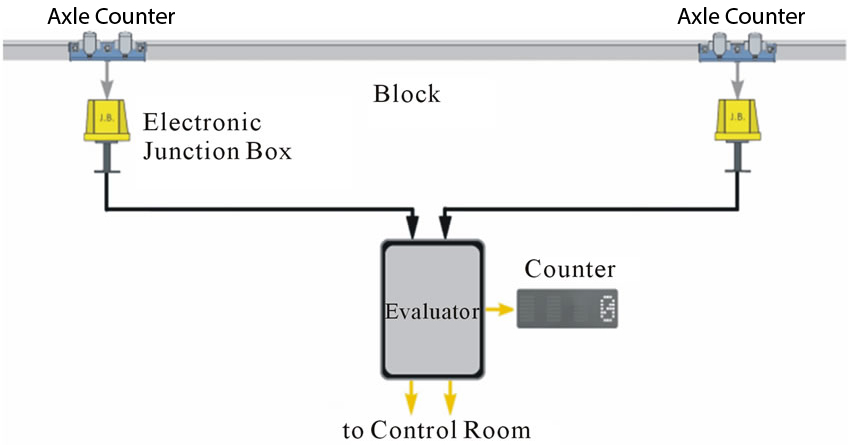 Axle Counter
Axle Counter
Block
J.B.
Electronic
Junction Box
J.B.
Counter
Evaluator
0
to Control Room